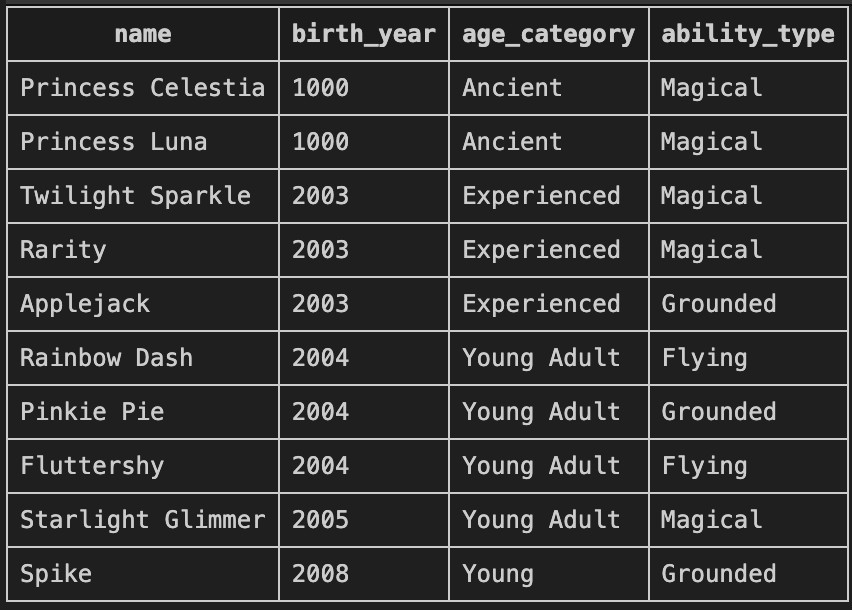 name birth_year age_category ability_type
Princess Celestia 1000 Ancient Magical
Princess Luna 1000 Ancient Magical
Twilight Sparkle 2003 Experienced Magical
Rarity 2003 Experienced Magical
Applejack 2003 Experienced Grounded
Rainbow Dash 2004 Young Adult Flying
Pinkie Pie 2004 Young Adult Grounded
Fluttershy 2004 Young Adult Flying
Starlight Glimmer 2005 Young Adult Magical
Spike 2008 Young Grounded